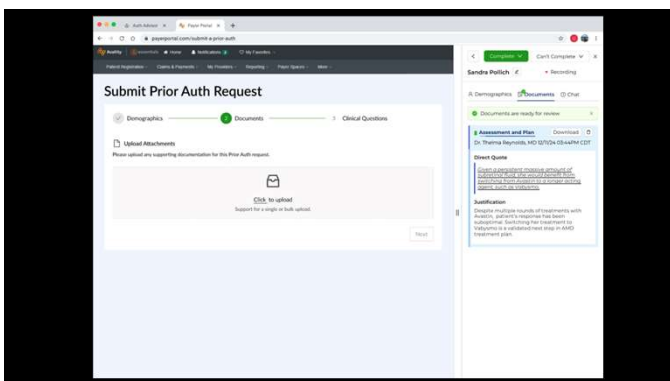 Auth Advisor
Payer Portal
payerportal.com/submit-a-prior-auth
Availity
essentials
Home
Notifications
My Favorites
Patient Registration
Claims & Payments
My Providers
Reporting
Payer Spaces
More
Submit Prior Auth Request
Demographics
2 Documents
3 Clinical Questions
Upload Attachments
Please upload any supporting documentation for this Prior Auth request.
Click to upload
Support for a single or bulk upload.
Next
Complete
Can't Complete
Sandra Pollich
Recording
Demographics
Documents
Chat
Documents are ready for review
Assessment and Plan
Download
Dr. Thelma Reynolds, MD 12/11/24 03:44PM CDT
Direct Quote
Given a persistent massive amount of
subretinal fluid, she would benefit from
switching from Avastin to a longer acting
agent, such as Vabysmo.
Justification
Despite multiple rounds of treatments with
Avastin, patient's response has been
suboptimal. Switching her treatment to
Vabysmo is a validated next step in AMD
treatment plan.